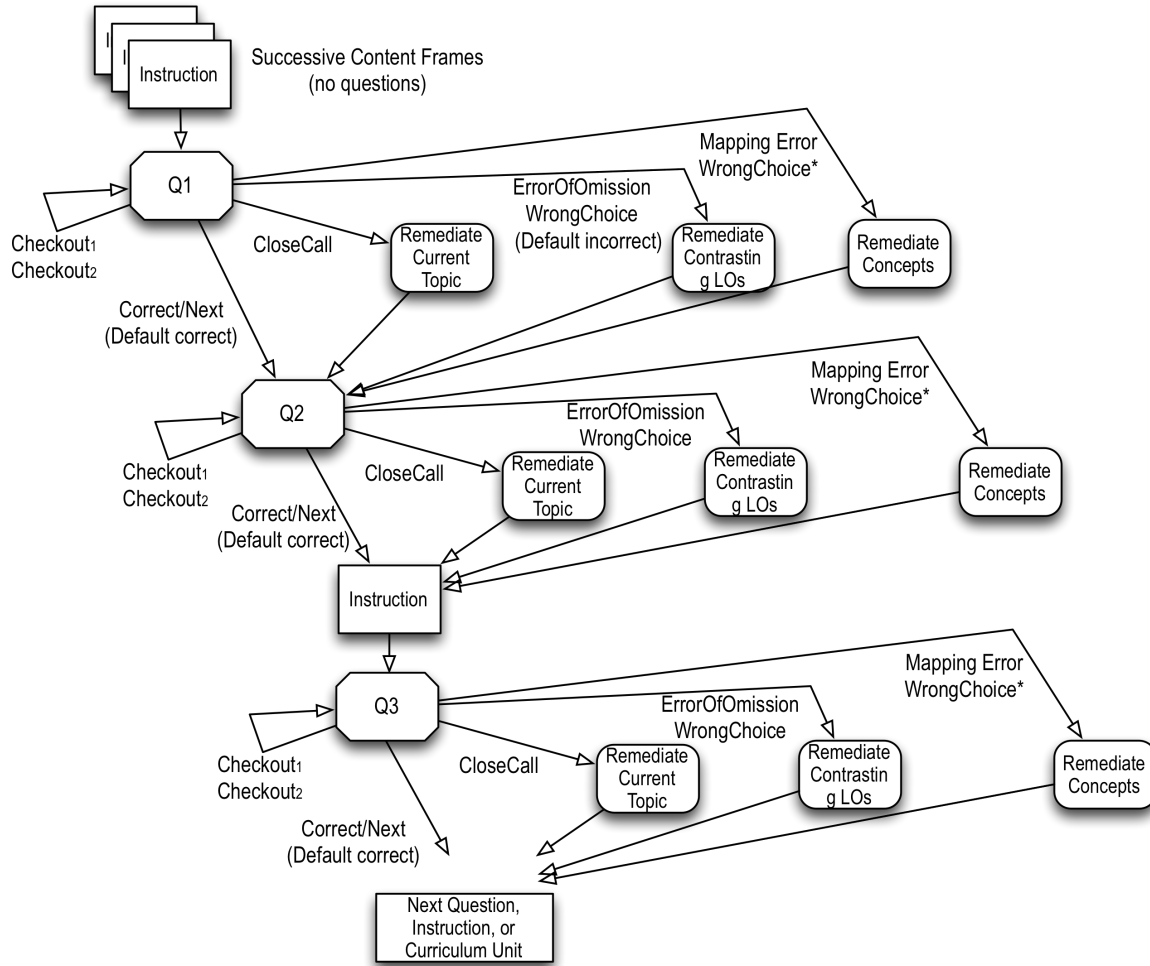 I
I
Instruction
Successive Content Frames
(no questions)
Mapping Error
WrongChoice*
Q1
ErrorOfOmission
WrongChoice
(Default incorrect)
Checkout1
Checkout2
CloseCall
Remediate
Current
Topic
Remediate
Contrastin
g LOs
Remediate
Concepts
Correct/Next
(Default correct)
Mapping Error
WrongChoice*
Q2
ErrorOfOmission
WrongChoice
Checkout1
Checkout2
CloseCall
Remediate
Current
Topic
Remediate
Contrastin
g LOs
Remediate
Concepts
Correct/Next
(Default correct)
Instruction
Mapping Error
WrongChoice*
Q3
ErrorOfOmission
WrongChoice
Checkout1
Checkout2
CloseCall
Remediate
Current
Topic
Remediate
Contrastin
g LOs
Remediate
Concepts
Correct/Next
(Default correct)
Next Question,
Instruction, or
Curriculum Unit